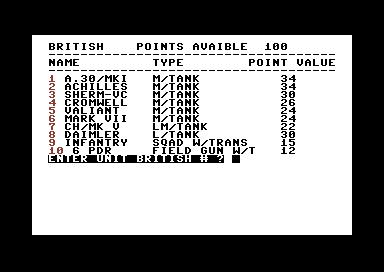 BRITISH POINTS AVAIBLE 100
NAME TYPE POINT VALUE
1 A.30/MKI M/TANK 34
2 ACHILLES M/TANK 34
3 SHERM-VC M/TANK 30
4 CROMWELL M/TANK 26
5 VALIANT M/TANK 24
6 MARK VII M/TANK 24
7 CH/MK V LM/TANK 22
8 DAIMLER L/TANK 30
9 INFANTRY SQAD W/TRANS 15
10 6 PDR FIELD GUN W/T 12
ENTER UNIT BRITISH # ?